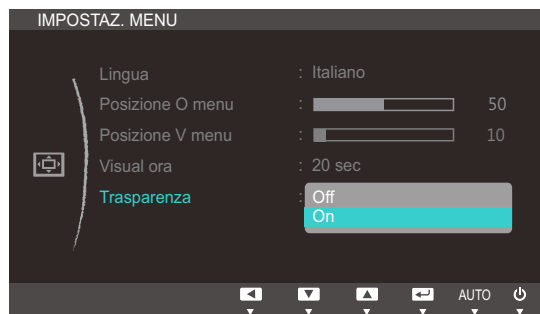 IMPOSTAZ. MENU
Lingua : Italiano
Posizione O menu : 50
Posizione V menu : 10
Visual ora : 20 sec
Trasparenza : Off
On
AUTO